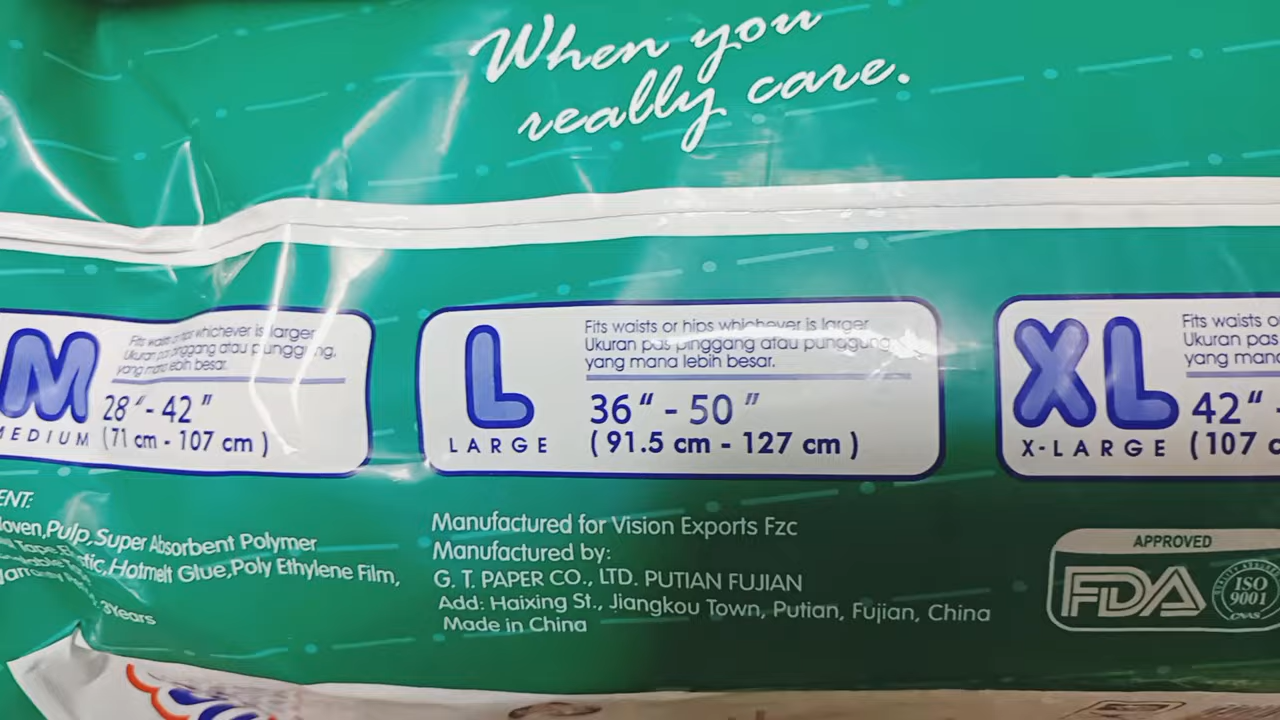 When you
really care.
M
MEDIUM
Fits waists or hips whichever is larger
Ukuran pas pinggang atau punggung,
yang mana lebih besar.
28"- 42"
(71 cm - 107 cm )
L
LARGE
Fits waists or hips whichever is larger
Ukuran pas pinggang atau punggung
yang mana lebih besar.
36" - 50"
( 91.5 cm - 127 cm )
XL
X-LARGE
Fits waists
Ukuran pas
yang
42"
(107
Pulp,Super Absorbent Polymer
Hotmelt Glue,Poly Ethylene Film,
3Years
Manufactured for Vision Exports Fzc
Manufactured by:
G. T. PAPER CO., LTD. PUTIAN FUJIAN
Add: Haixing St., Jiangkou Town, Putian, Fujian, China
Made in China
APPROVED
FDA
ISO
9001